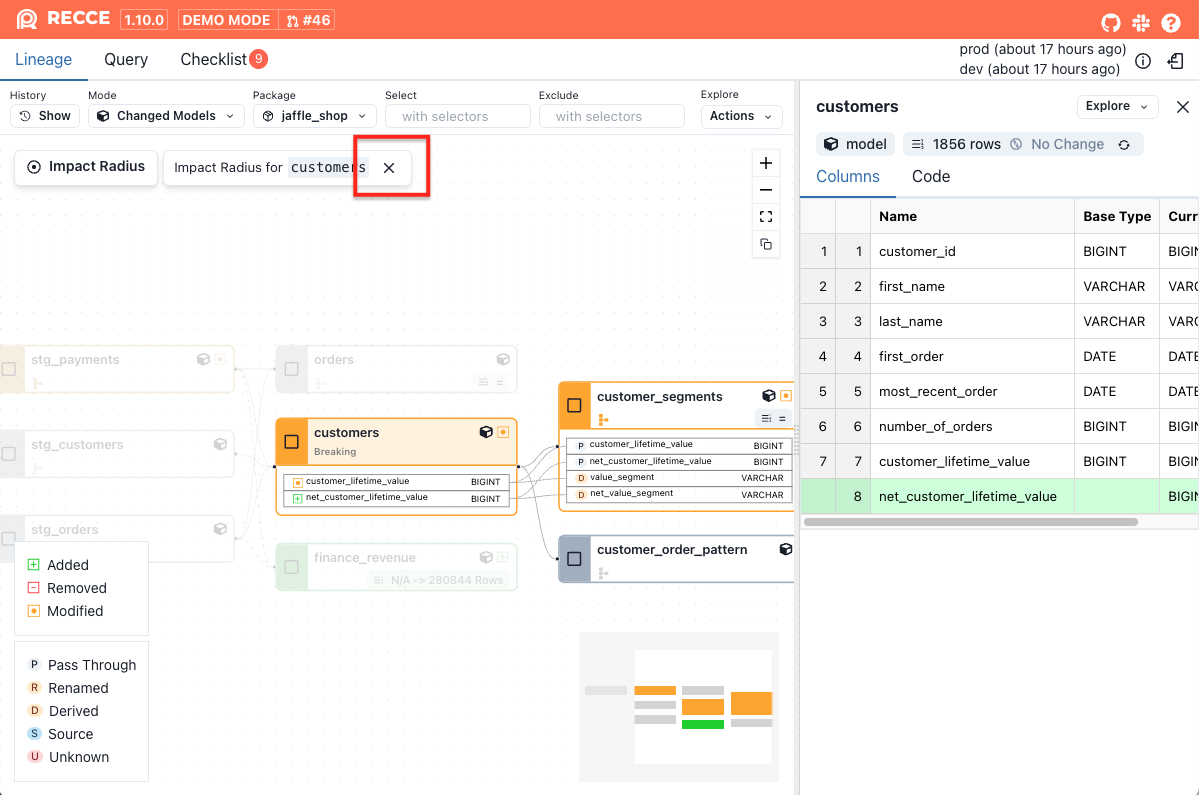 RECCE 1.10.0 DEMO MODE #46
Lineage Query Checklist 9
prod (about 17 hours ago)
dev (about 17 hours ago)
History Mode Package Select Exclude Explore
Show Changed Models jaffle_shop with selectors with selectors Actions
Impact Radius
Impact Radius for customers
stg_payments
stg_customers
stg_orders
orders
customers
Breaking
customer_lifetime_value BIGINT
net_customer_lifetime_value BIGINT
finance_revenue
N/A -> 280844 Rows
customer_segments
P customer_lifetime_value BIGINT
P net_customer_lifetime_value BIGINT
D value_segment VARCHAR
D net_value_segment VARCHAR
customer_order_pattern
Added
Removed
Modified
P Pass Through
R Renamed
D Derived
S Source
U Unknown
customers Explore
model 1856 rows No Change
Columns Code
Name Base Type Curr
1 1 customer_id BIGINT BIGIN
2 2 first_name VARCHAR VARC
3 3 last_name VARCHAR VARC
4 4 first_order DATE DATE
5 5 most_recent_order DATE DATE
6 6 number_of_orders BIGINT BIGIN
7 7 customer_lifetime_value BIGINT BIGIN
8 net_customer_lifetime_value BIGIN